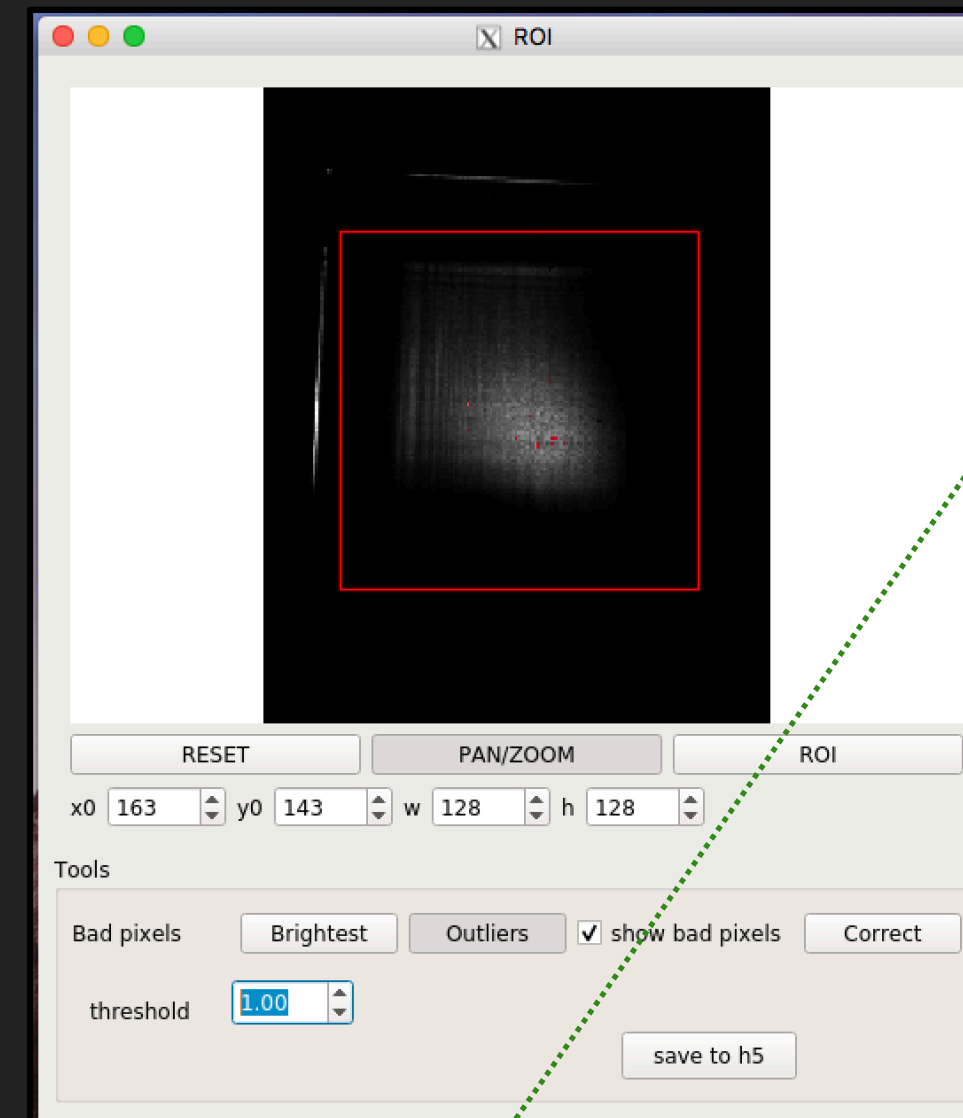 ROI
RESET PAN/ZOOM ROI
x0 163 y0 143 w 128 h 128
Tools
Bad pixels Brightest Outliers show bad pixels Correct
threshold 1.00
save to h5